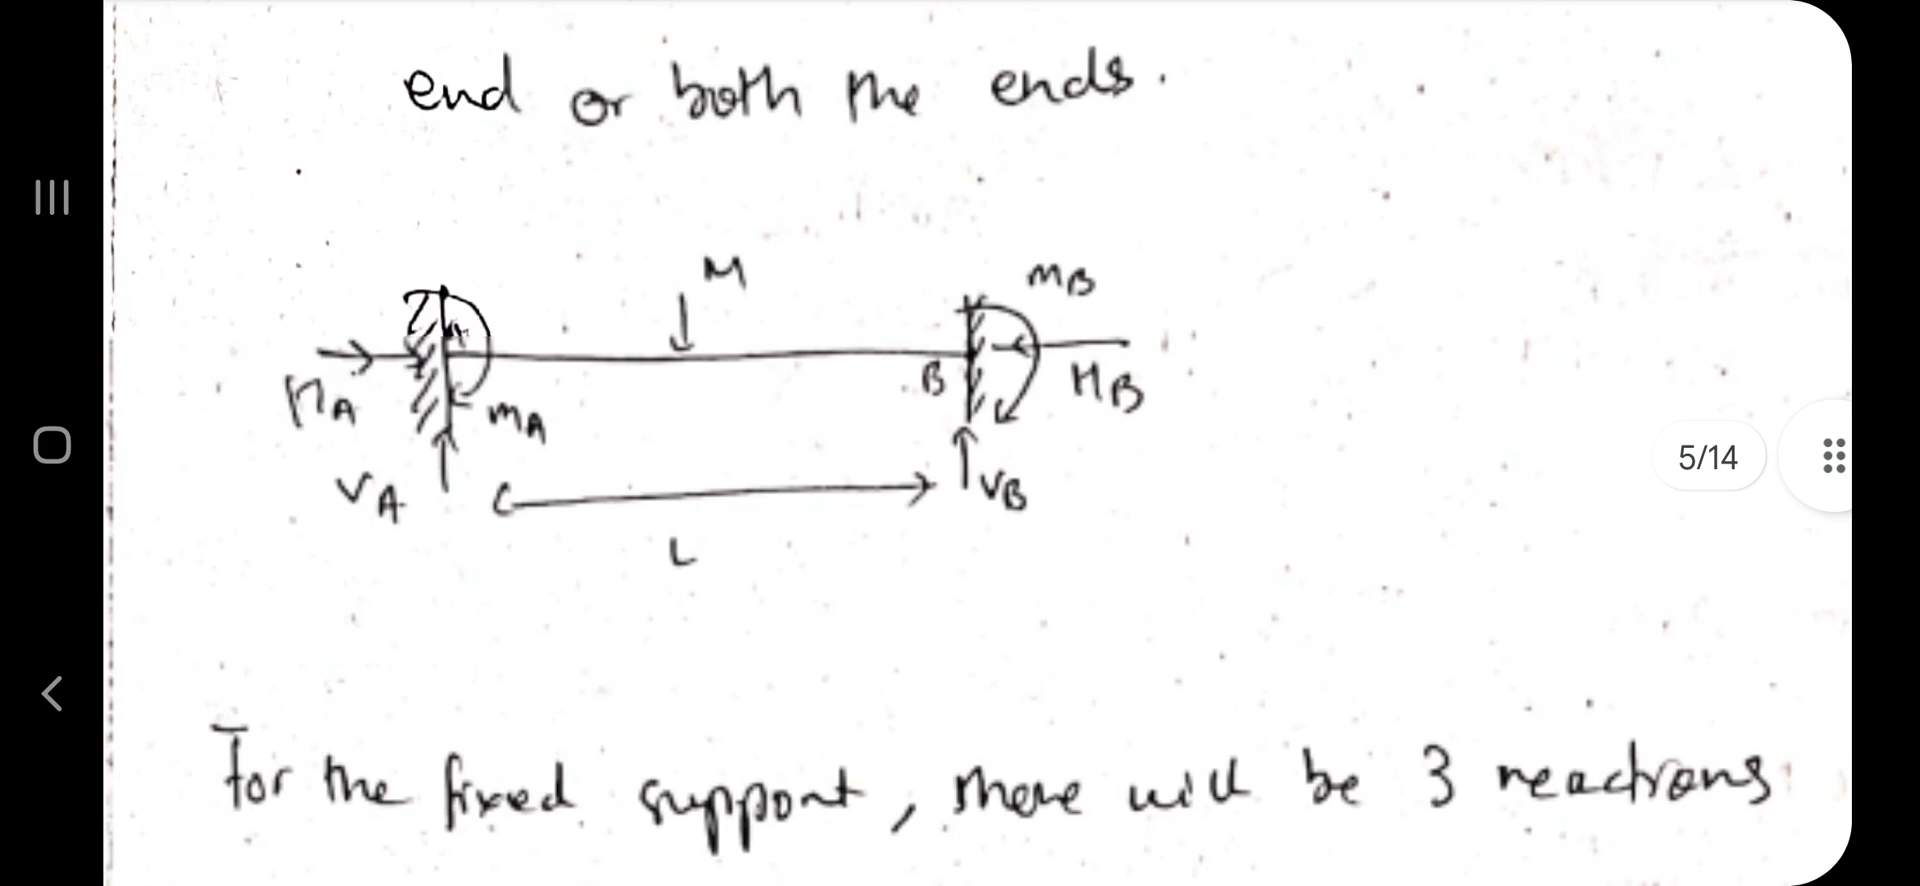 end or both the ends.
M
mB
A
B
HA
mA
HB
VA
VB
L
5/14
For the fixed support, there will be 3 reactions